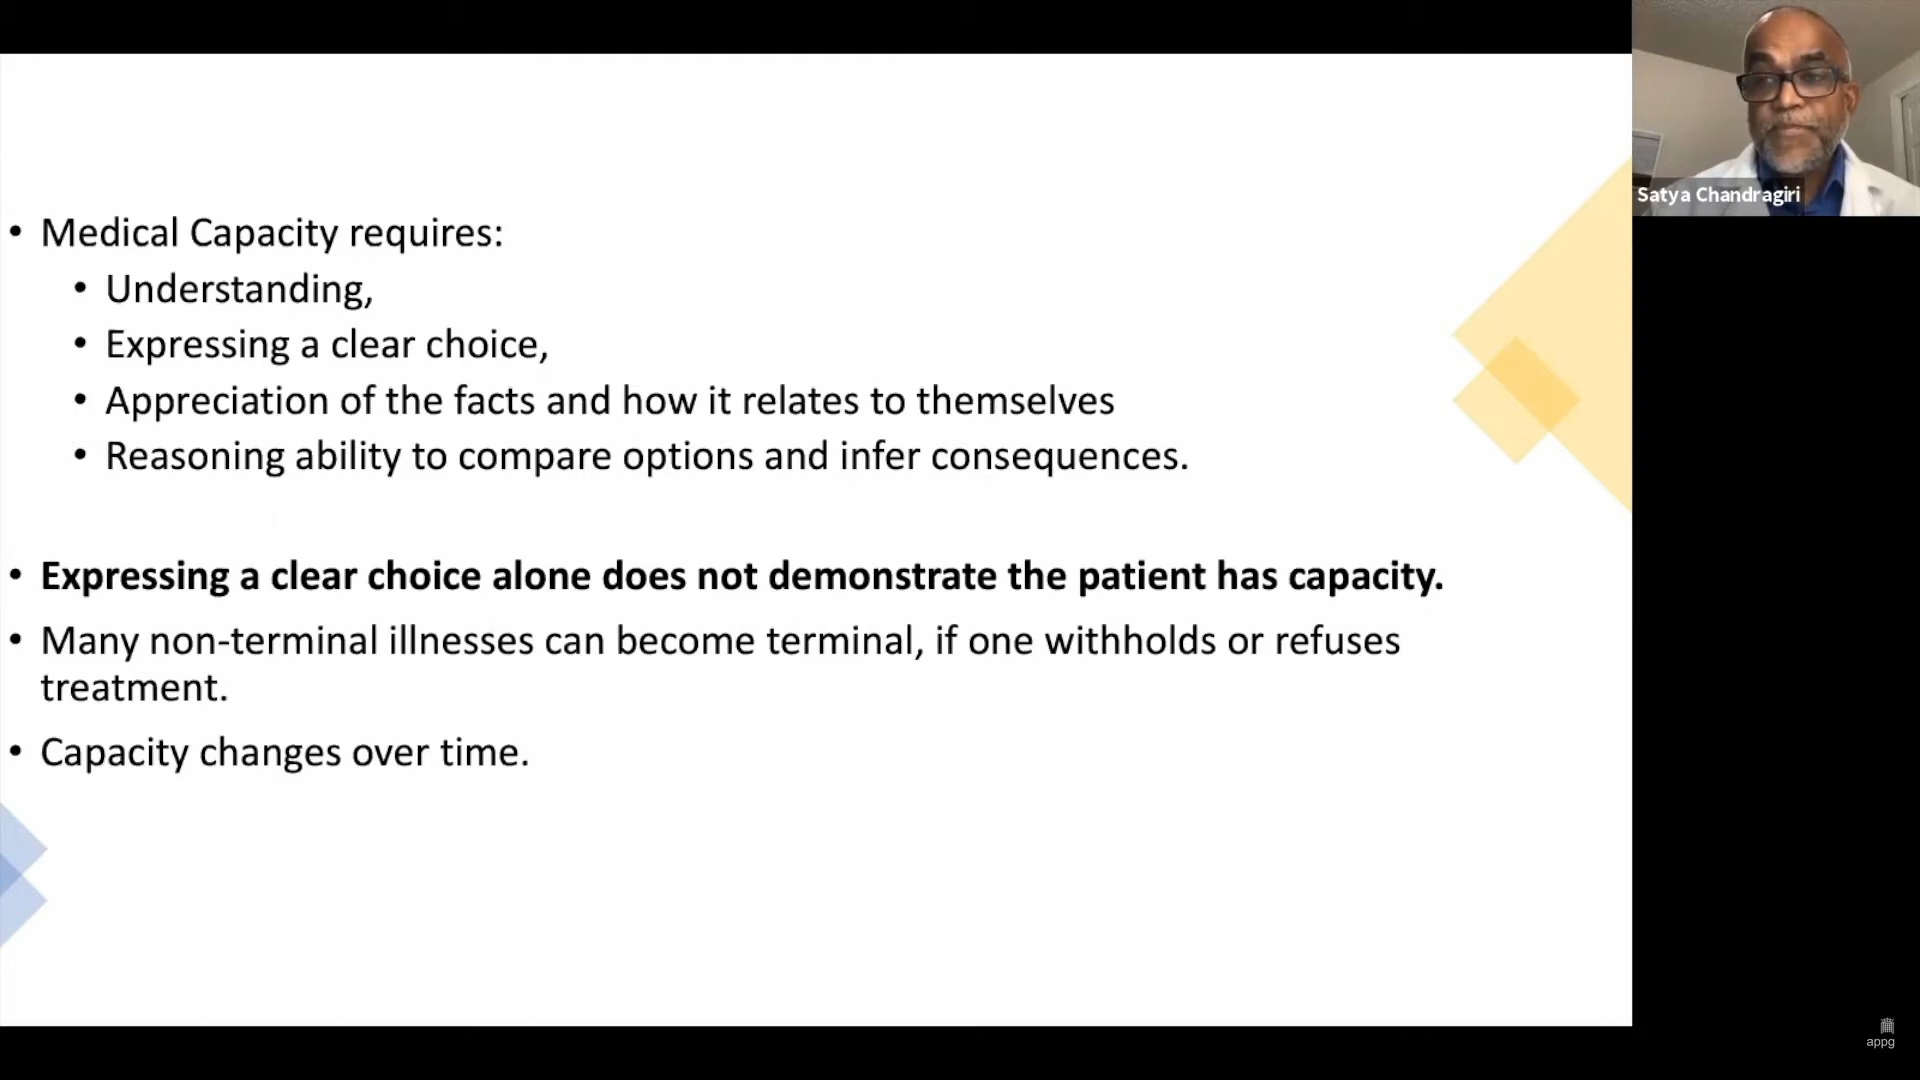 Satya Chandragiri
• Medical Capacity requires:
• Understanding,
• Expressing a clear choice,
• Appreciation of the facts and how it relates to themselves
• Reasoning ability to compare options and infer consequences.
• Expressing a clear choice alone does not demonstrate the patient has capacity.
• Many non-terminal illnesses can become terminal, if one withholds or refuses
treatment.
• Capacity changes over time.
appg